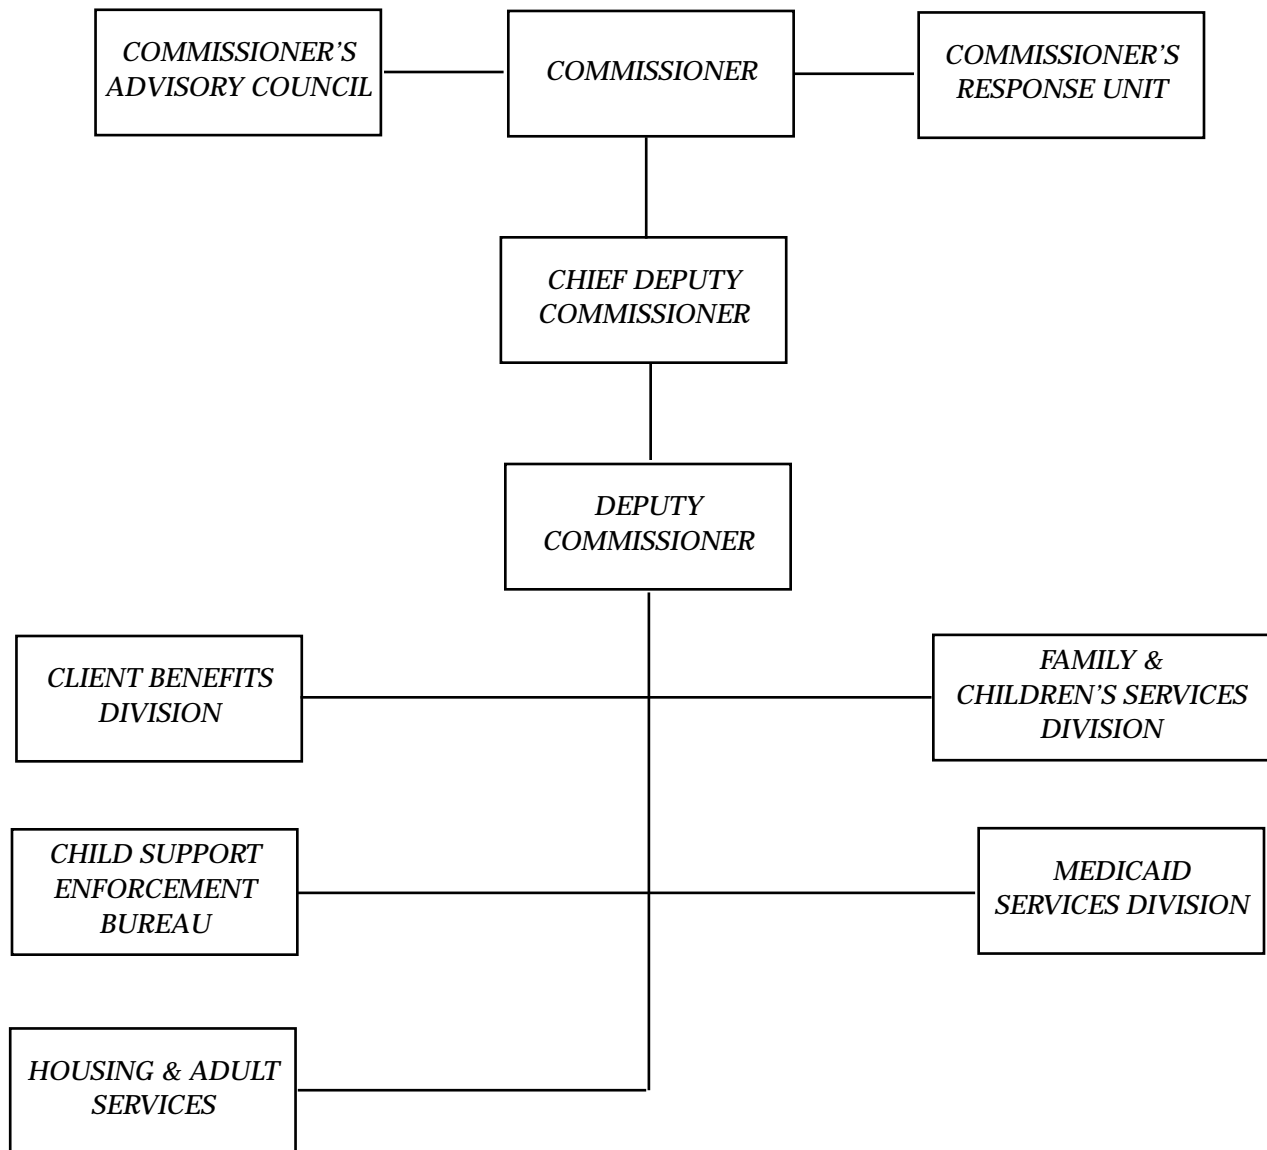 COMMISSIONER’S
ADVISORY COUNCIL
COMMISSIONER
COMMISSIONER’S
RESPONSE UNIT
CHIEF DEPUTY
COMMISSIONER
DEPUTY
COMMISSIONER
CLIENT BENEFITS
DIVISION
FAMILY &
CHILDREN’S SERVICES
DIVISION
CHILD SUPPORT
ENFORCEMENT
BUREAU
MEDICAID
SERVICES DIVISION
HOUSING & ADULT
SERVICES